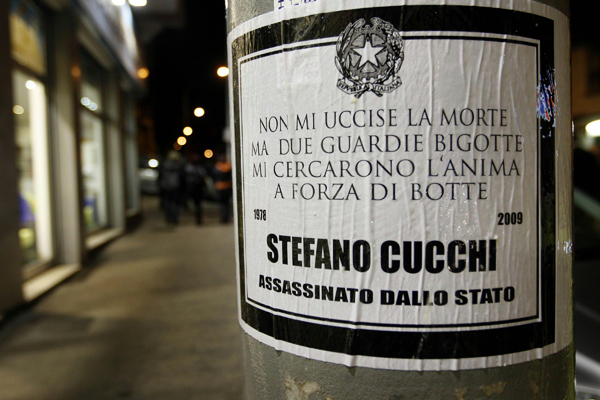 NON MI UCCISE LA MORTE
MA DUE GUARDIE BIGOTTE
MI CERCARONO L'ANIMA
A FORZA DI BOTTE
1978
2009
STEFANO CUCCHI
ASSASSINATO DALLO STATO